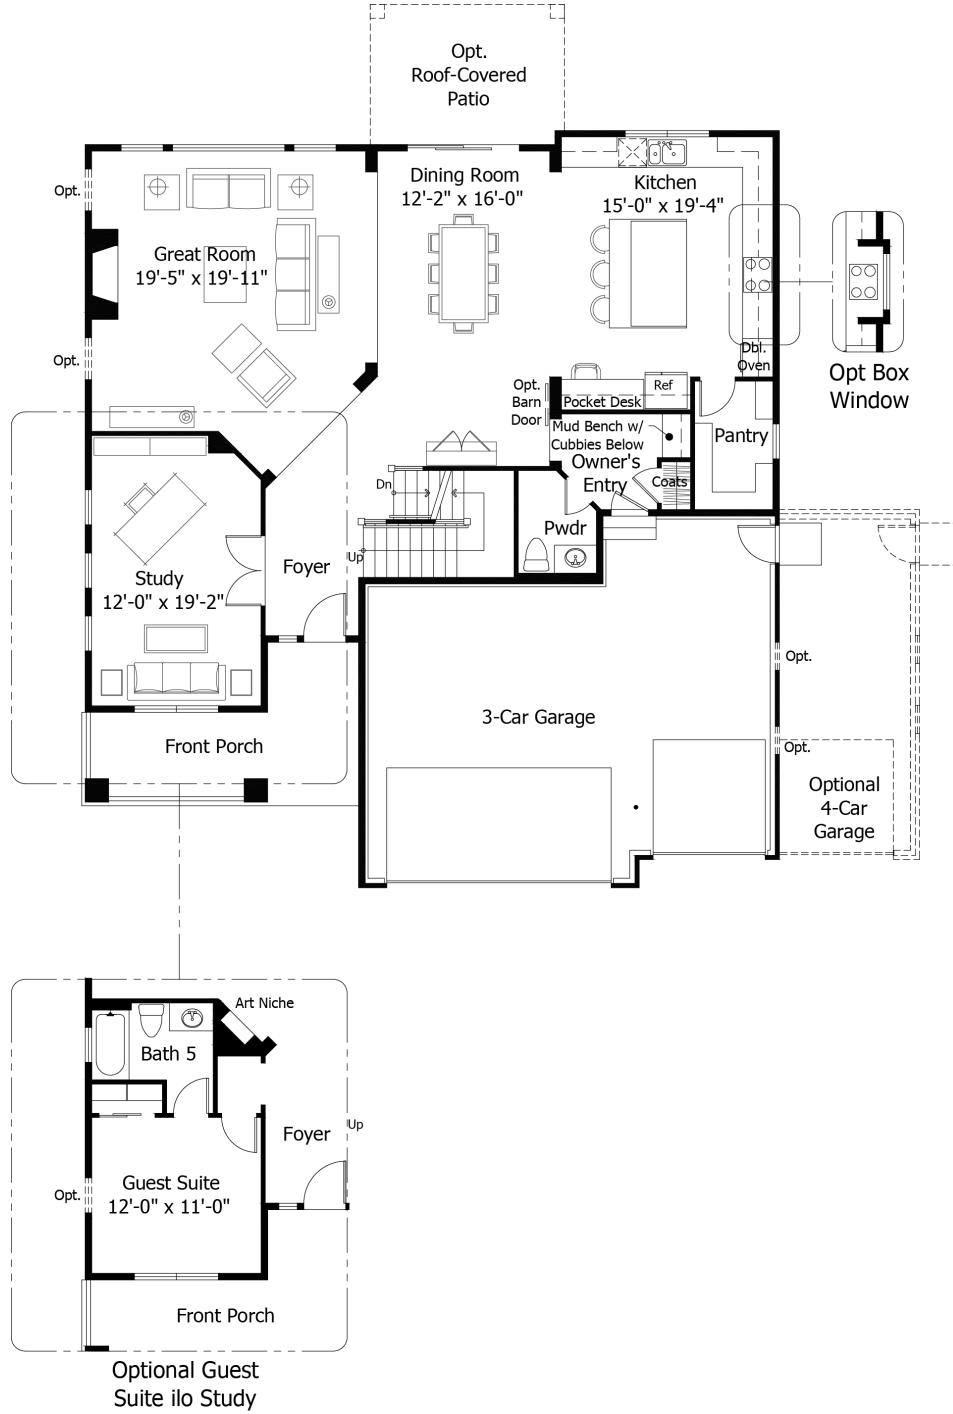 Opt.
Roof-Covered
Patio
Dining Room
12'-2" x 16'-0"
Kitchen
15'-0" x 19'-4"
Opt.
Great Room
19'-5" x 19'-11"
Opt.
Dbl.
Oven
Opt Box
Window
Opt.
Barn
Door
Ref
Pocket Desk
Mud Bench w/
Cubbies Below
Pantry
Owner's
Entry
Coats
Dn
Pwdr
Up
Foyer
Study
12'-0" x 19'-2"
Opt.
3-Car Garage
Front Porch
Opt.
Optional
4-Car
Garage
Art Niche
Bath 5
Foyer
Up
Guest Suite
12'-0" x 11'-0"
Opt.
Front Porch
Optional Guest
Suite ilo Study